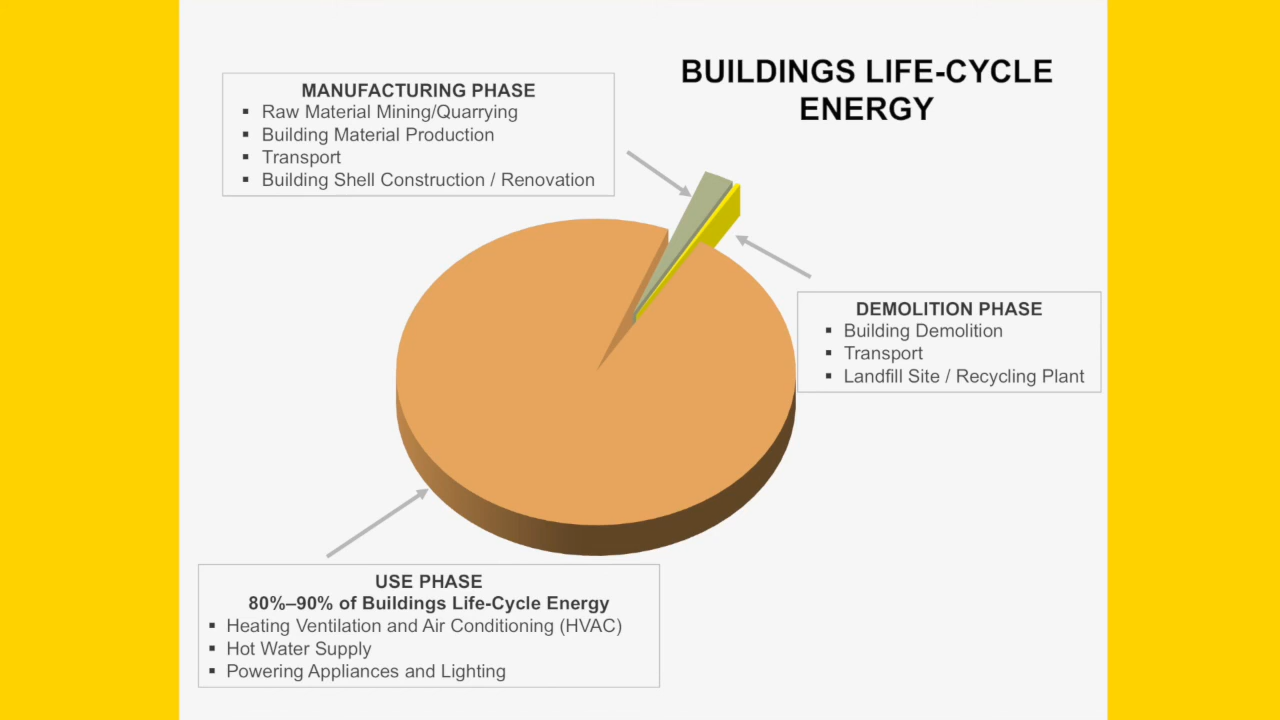 BUILDINGS LIFE-CYCLE
ENERGY
MANUFACTURING PHASE
▪ Raw Material Mining/Quarrying
▪ Building Material Production
▪ Transport
▪ Building Shell Construction / Renovation
DEMOLITION PHASE
▪ Building Demolition
▪ Transport
▪ Landfill Site / Recycling Plant
USE PHASE
80%–90% of Buildings Life-Cycle Energy
▪ Heating Ventilation and Air Conditioning (HVAC)
▪ Hot Water Supply
▪ Powering Appliances and Lighting